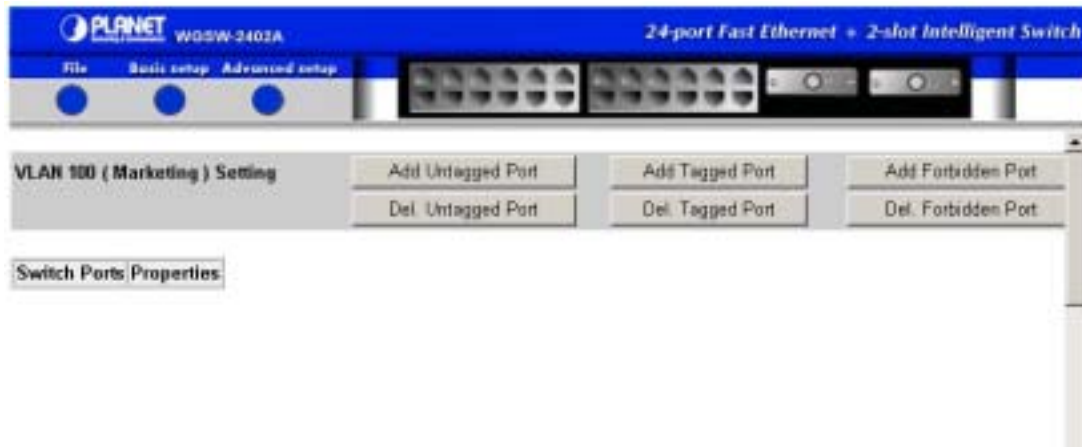 PLANET WGSW-2402A
24-port Fast Ethernet + 2-slot Intelligent Switch
File Basic setup Advanced setup
VLAN 100 ( Marketing ) Setting
Add Untagged Port Add Tagged Port Add Forbidden Port
Del. Untagged Port Del. Tagged Port Del. Forbidden Port
Switch Ports Properties